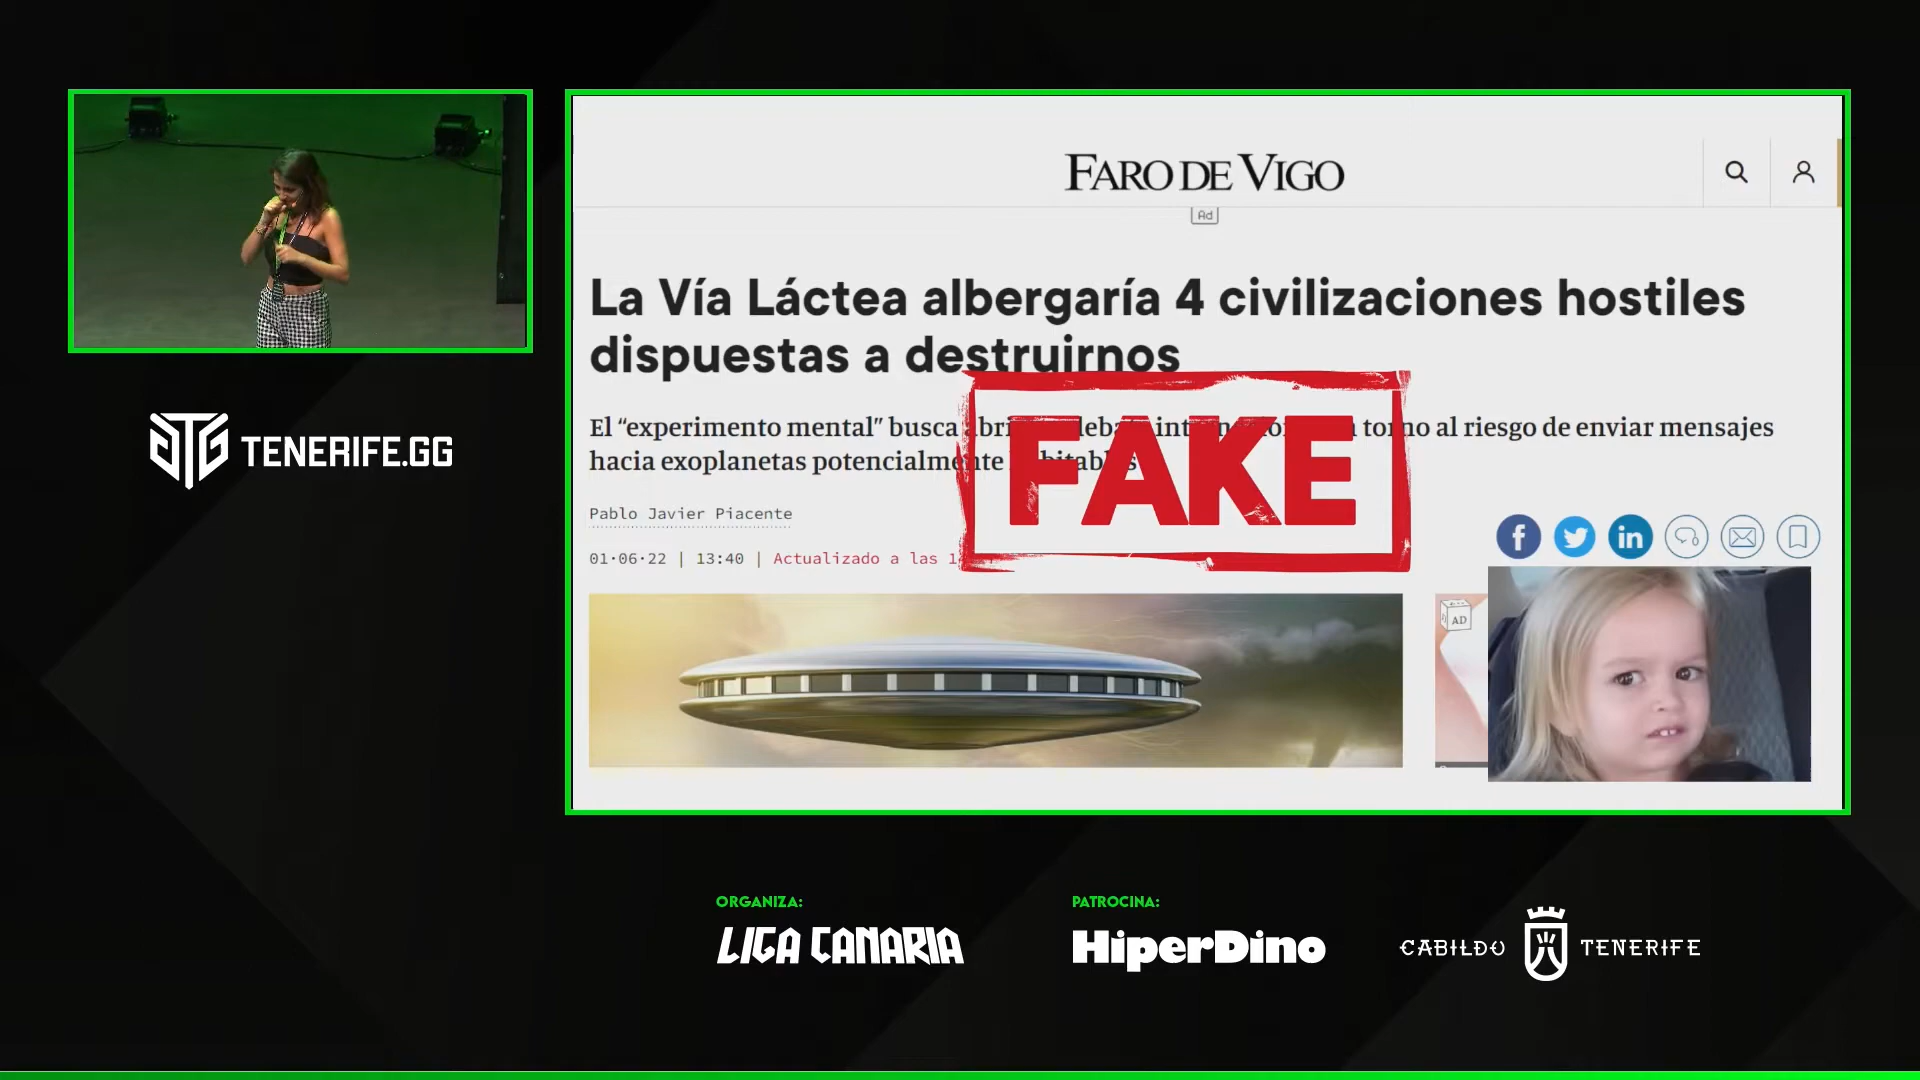 FARO DE VIGO
Ad
La Vía Láctea albergaría 4 civilizaciones hostiles
dispuestas a destruirnos
El “experimento mental” busca
torno al riesgo de enviar mensajes
hacia exoplanetas potencialmente
FAKE
Pablo Javier Piacente
01·06·22 | 13:40 | Actualizado a las
AD
TENERIFE.GG
ORGANIZA:
LIGA CANARIA
PATROCINA:
HiperDino
CABILDO TENERIFE